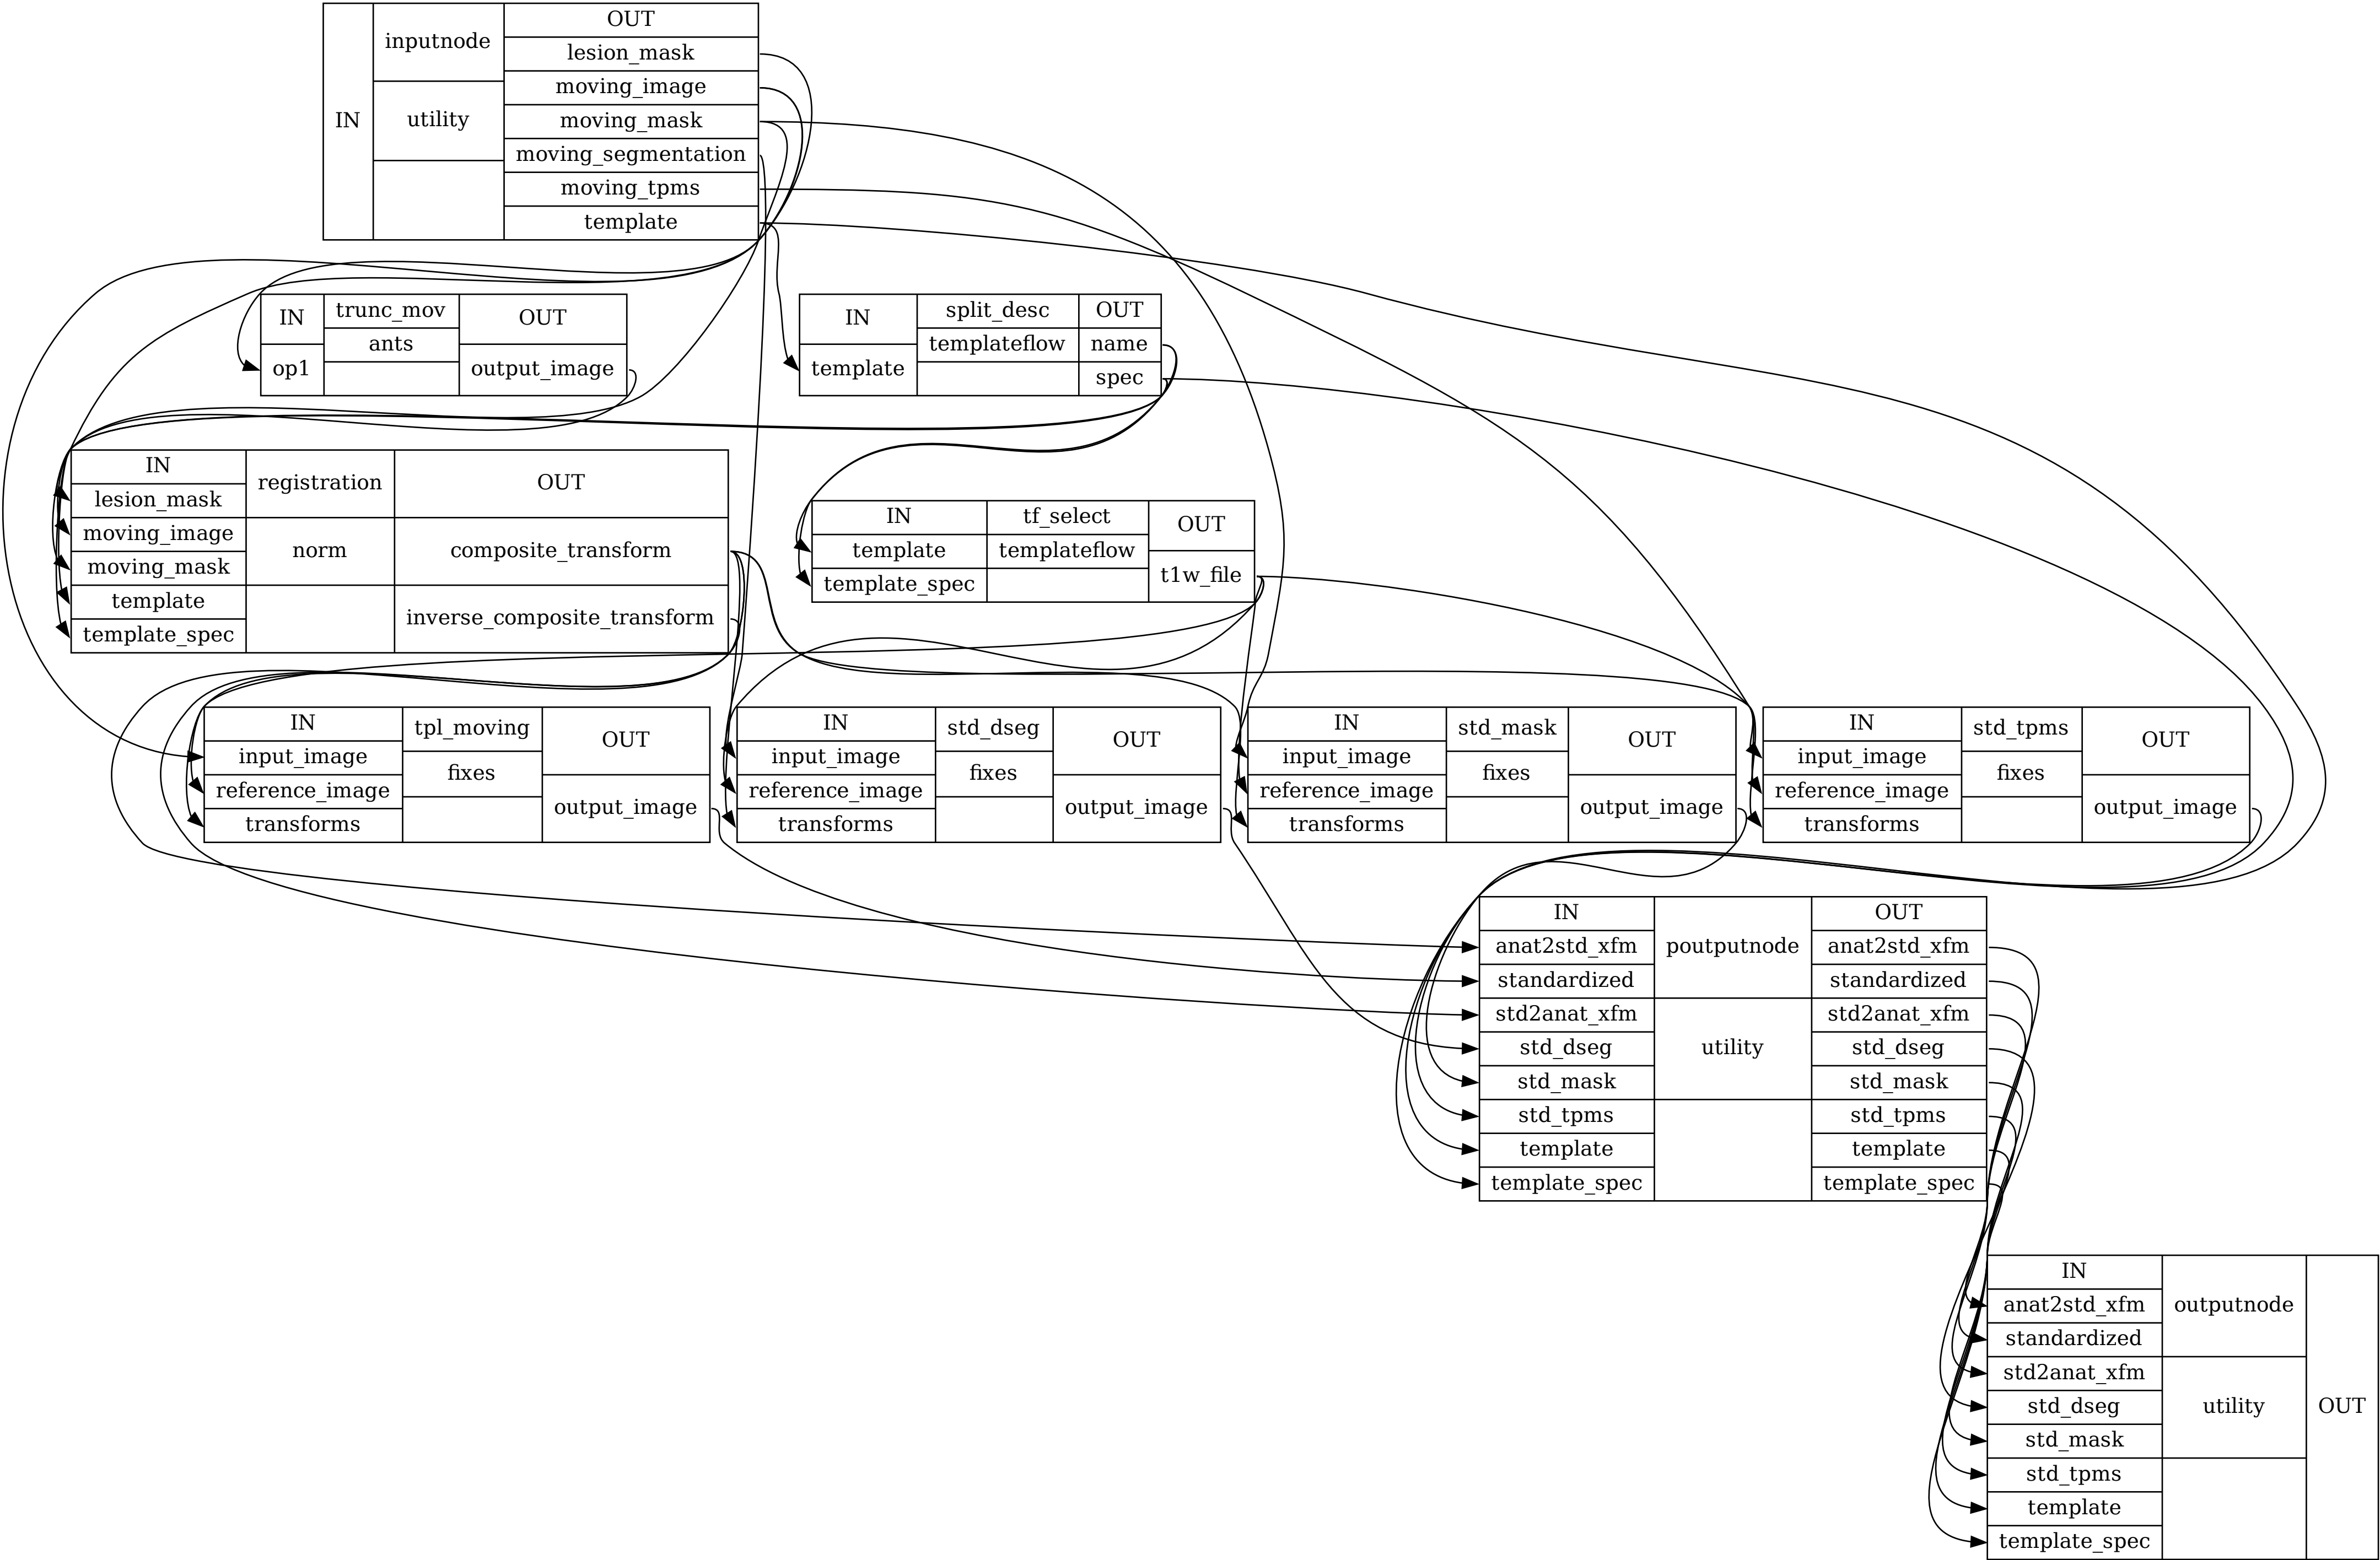 IN
inputnode
utility
OUT
lesion_mask
moving_image
moving_mask
moving_segmentation
moving_tpms
template
IN
op1
trunc_mov
ants
OUT
output_image
IN
template
split_desc
templateflow
OUT
name
spec
IN
lesion_mask
moving_image
moving_mask
template
template_spec
registration
norm
OUT
composite_transform
inverse_composite_transform
IN
template
template_spec
tf_select
templateflow
OUT
t1w_file
IN
input_image
reference_image
transforms
tpl_moving
fixes
OUT
output_image
IN
input_image
reference_image
transforms
std_dseg
fixes
OUT
output_image
IN
input_image
reference_image
transforms
std_mask
fixes
OUT
output_image
IN
input_image
reference_image
transforms
std_tpms
fixes
OUT
output_image
IN
anat2std_xfm
standardized
std2anat_xfm
std_dseg
std_mask
std_tpms
template
template_spec
poutputnode
utility
OUT
anat2std_xfm
standardized
std2anat_xfm
std_dseg
std_mask
std_tpms
template
template_spec
IN
anat2std_xfm
standardized
std2anat_xfm
std_dseg
std_mask
std_tpms
template
template_spec
outputnode
utility
OUT